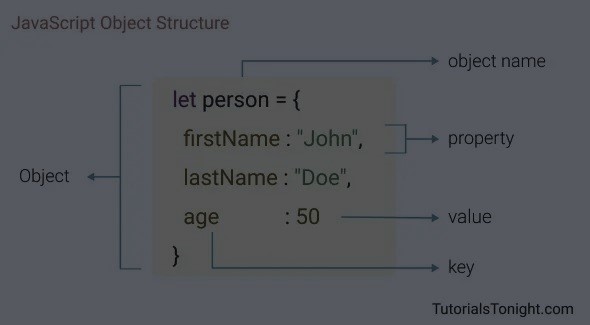 JavaScript Object Structure
object name
let person = {
firstName : "John",
property
Object
lastName : "Doe",
age : 50
value
}
key
TutorialsTonight.com